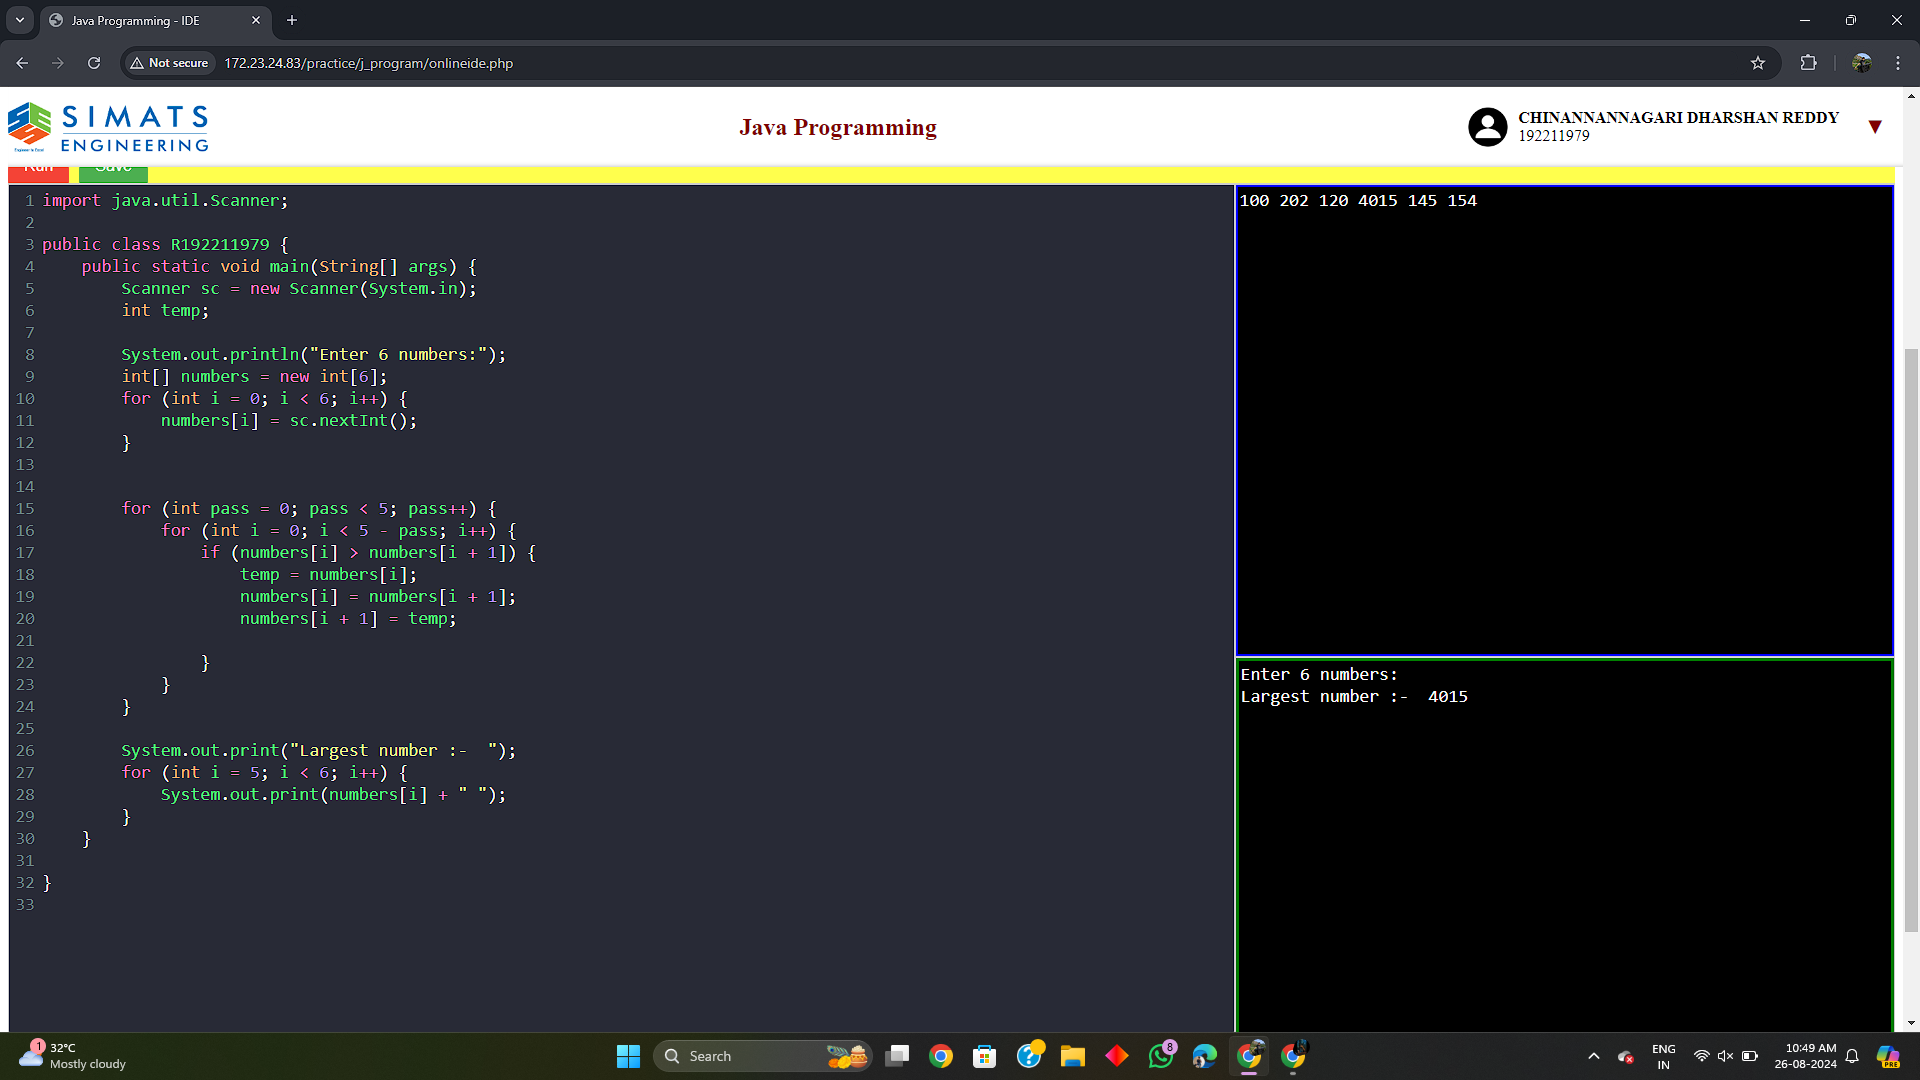 Java Programming - IDE
Not secure
172.23.24.83/practice/j_program/onlineide.php
SIMATS
ENGINEERING
Java Programming
CHINANNANNAGARI DHARSHAN REDDY
192211979
Run
Save
1 import java.util.Scanner;
2
3 public class R192211979 {
4     public static void main(String[] args) {
5         Scanner sc = new Scanner(System.in);
6         int temp;
7
8         System.out.println("Enter 6 numbers:");
9         int[] numbers = new int[6];
10         for (int i = 0; i < 6; i++) {
11             numbers[i] = sc.nextInt();
12         }
13
14
15         for (int pass = 0; pass < 5; pass++) {
16             for (int i = 0; i < 5 - pass; i++) {
17                 if (numbers[i] > numbers[i + 1]) {
18                     temp = numbers[i];
19                     numbers[i] = numbers[i + 1];
20                     numbers[i + 1] = temp;
21
22                 }
23             }
24         }
25
26         System.out.print("Largest number :-  ");
27         for (int i = 5; i < 6; i++) {
28             System.out.print(numbers[i] + " ");
29         }
30     }
31
32 }
33
100 202 120 4015 145 154
Enter 6 numbers:
Largest number :-  4015
1
32°C
Mostly cloudy
Search
8
ENG
IN
10:49 AM
26-08-2024
PRE